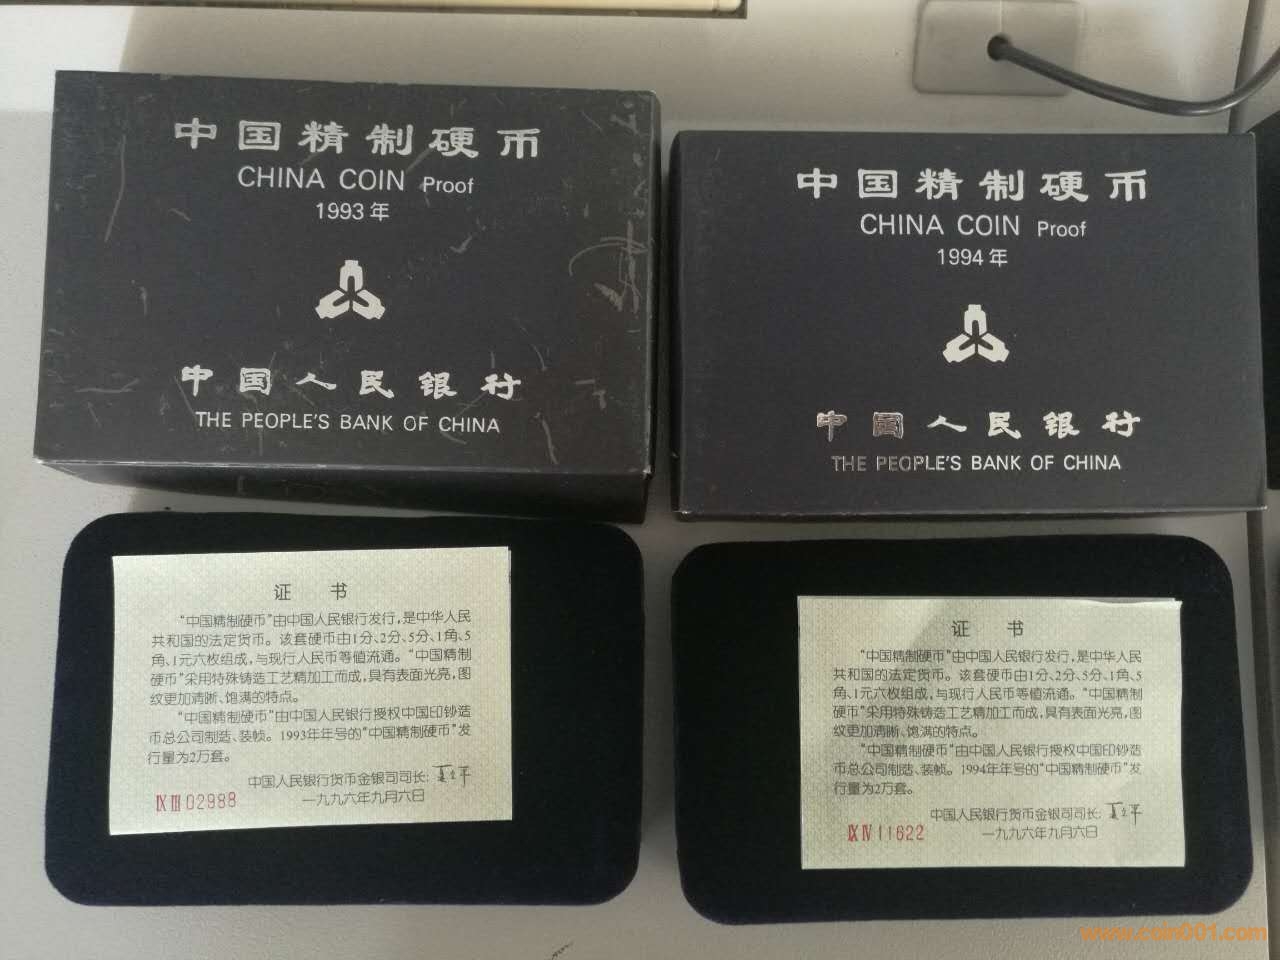 中国精制硬币
CHINA COIN Proof
1993年
中国人民银行
THE PEOPLE'S BANK OF CHINA
中国精制硬币
CHINA COIN Proof
1994年
中国人民银行
THE PEOPLE'S BANK OF CHINA
证 书
“中国精制硬币”由中国人民银行发行,是中华人民
共和国的法定货币。该套硬币由1分、2分、5分、1角、5
角、1元六枚组成,与现行人民币等值流通。“中国精制
硬币”采用特殊铸造工艺精加工而成,具有表面光亮,图
纹更加清晰、饱满的特点。
“中国精制硬币”由中国人民银行授权中国印钞造
币总公司制造、装帧。1993年年号的“中国精制硬币”发
行量为2万套。
中国人民银行货币金银司司长:
一九九六年九月六日
ⅨⅢ02988
证 书
“中国精制硬币”由中国人民银行发行,是中华人民
共和国的法定货币。该套硬币由1分、2分、5分、1角、5
角、1元六枚组成,与现行人民币等值流通。“中国精制
硬币”采用特殊铸造工艺精加工而成,具有表面光亮,图
纹更加清晰、饱满的特点。
“中国精制硬币”由中国人民银行授权中国印钞造
币总公司制造、装帧。1994年年号的“中国精制硬币”发
行量为2万套。
中国人民银行货币金银司司长:
一九九六年九月六日
ⅨⅣ11622
www.coin001.com